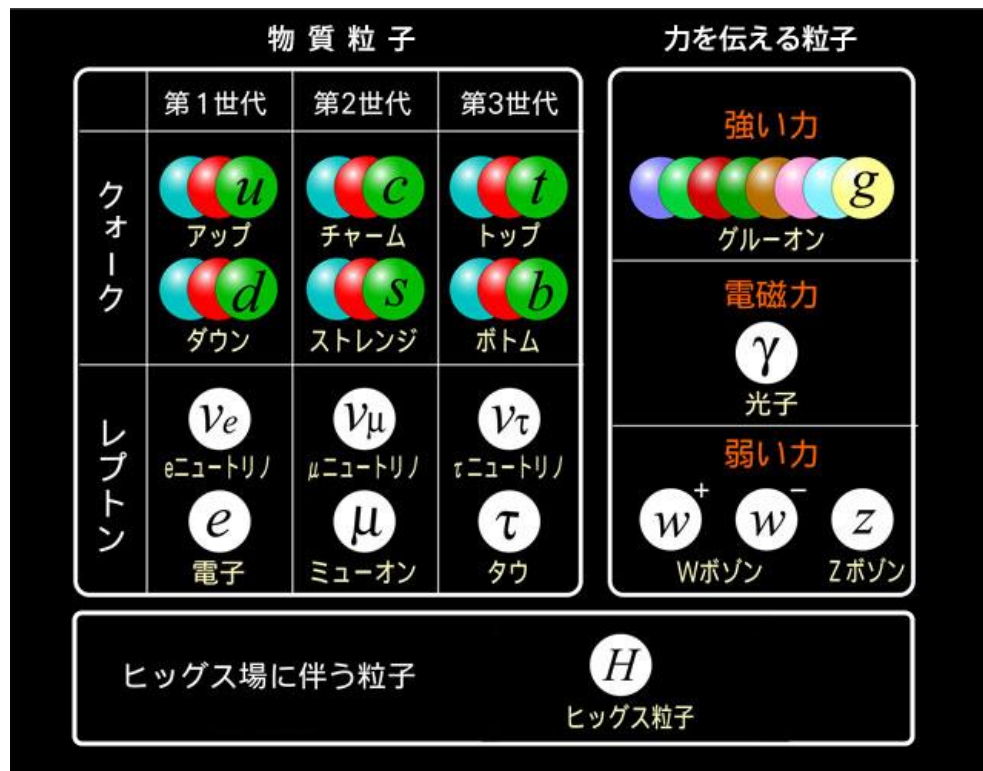 物質粒子
力を伝える粒子
第1世代 第2世代 第3世代
クォーク
u c t
アップ チャーム トップ
d s b
ダウン ストレンジ ボトム
レプトン
νe νμ ντ
eニュートリノ μニュートリノ τニュートリノ
e μ τ
電子 ミューオン タウ
強い力
g
グルーオン
電磁力
γ
光子
弱い力
w+ w− z
Wボゾン Zボゾン
ヒッグス場に伴う粒子
H
ヒッグス粒子